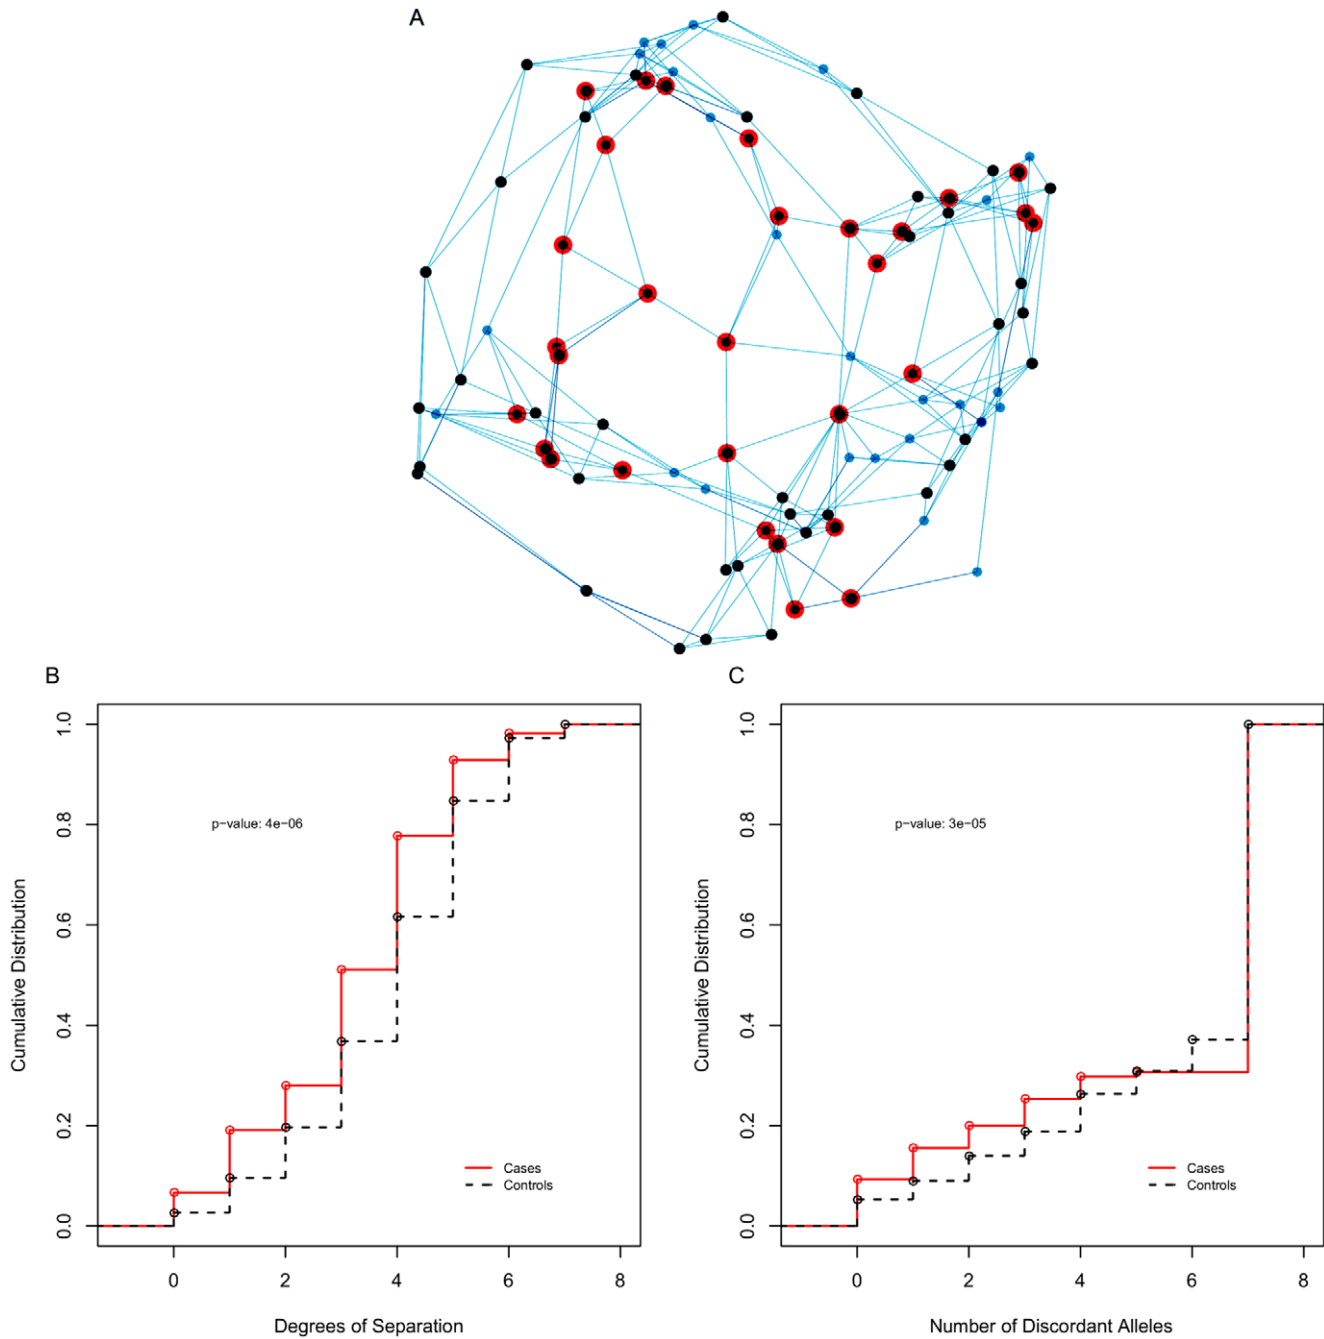 A
B
C
1.0
0.8
0.6
0.4
0.2
0.0
Cumulative Distribution
p-value: 4e−06
Cases
Controls
0 2 4 6 8
Degrees of Separation
1.0
0.8
0.6
0.4
0.2
0.0
Cumulative Distribution
p-value: 3e−05
Cases
Controls
0 2 4 6 8
Number of Discordant Alleles